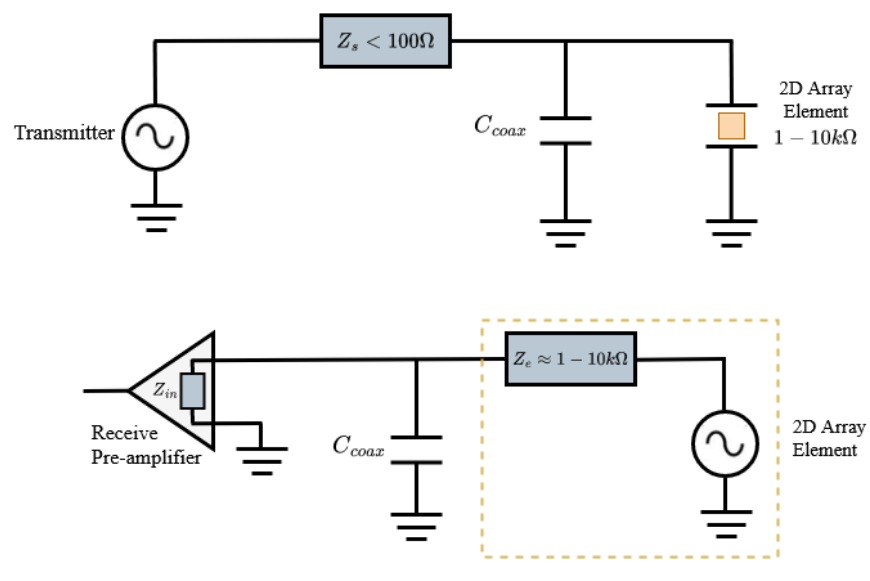 Z_s < 100Ω
2D Array
Element
1 − 10kΩ
Transmitter
C_coax
Z_e ≈ 1 − 10kΩ
Z_in
Receive
Pre-amplifier
C_coax
2D Array
Element